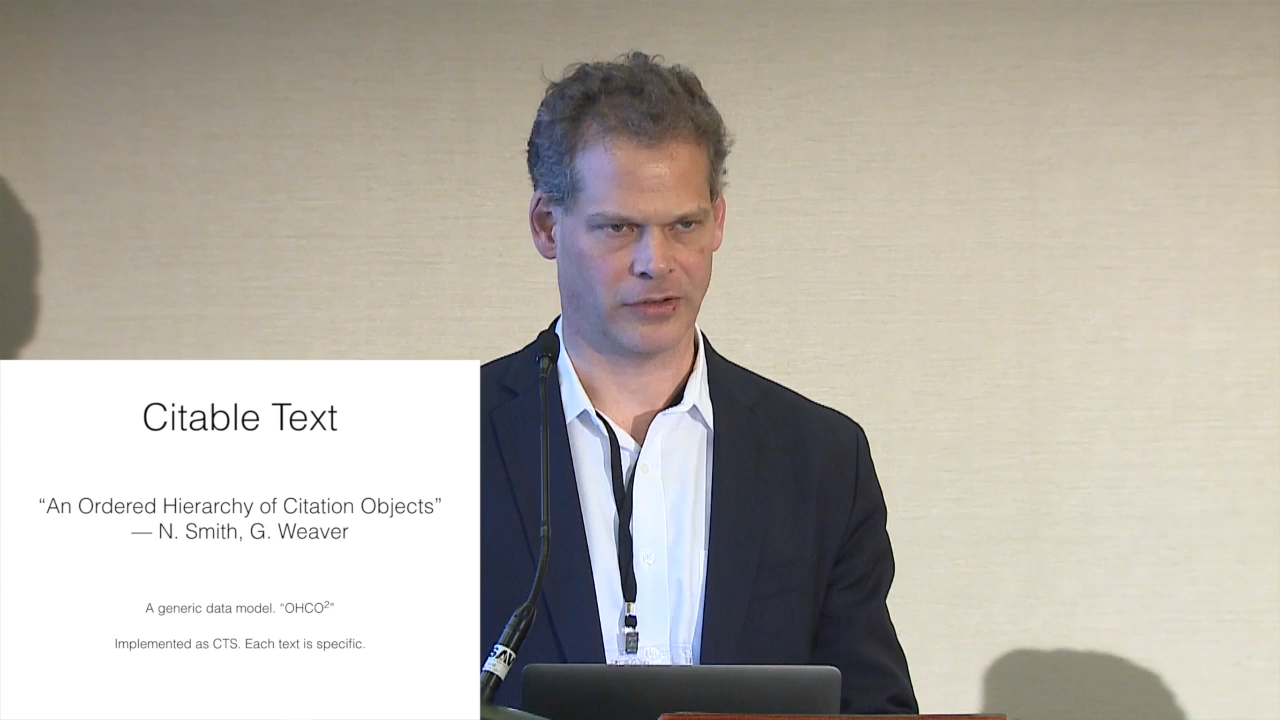 Citable Text
“An Ordered Hierarchy of Citation Objects”
— N. Smith, G. Weaver
A generic data model. “OHCO²”
Implemented as CTS. Each text is specific.